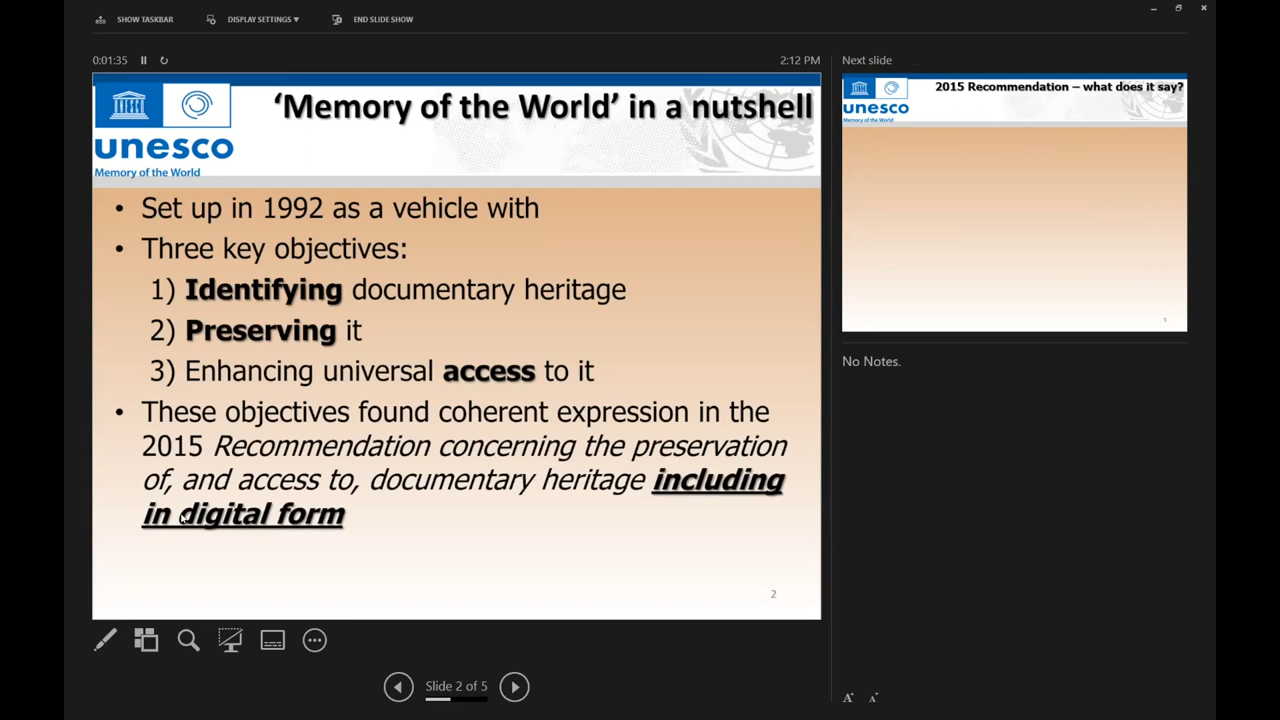 SHOW TASKBAR
DISPLAY SETTINGS ▼
END SLIDE SHOW
0:01:35
2:12 PM
unesco
Memory of the World
‘Memory of the World’ in a nutshell
• Set up in 1992 as a vehicle with
• Three key objectives:
1) Identifying documentary heritage
2) Preserving it
3) Enhancing universal access to it
• These objectives found coherent expression in the
2015 Recommendation concerning the preservation
of, and access to, documentary heritage including
in digital form
2
Slide 2 of 5
Next slide
unesco
Memory of the World
2015 Recommendation – what does it say?
No Notes.
A
A